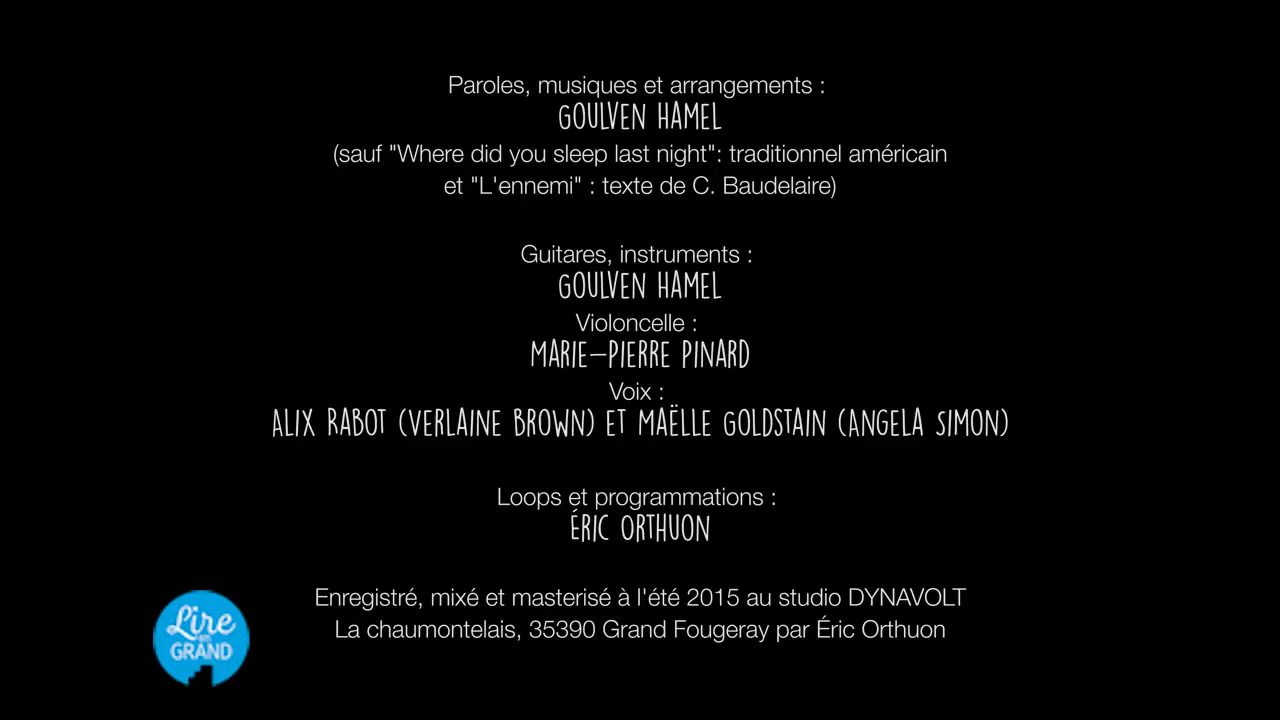 Paroles, musiques et arrangements :
GOULVEN HAMEL
(sauf "Where did you sleep last night": traditionnel américain
et "L'ennemi" : texte de C. Baudelaire)
Guitares, instruments :
GOULVEN HAMEL
Violoncelle :
MARIE-PIERRE PINARD
Voix :
ALIX RABOT (VERLAINE BROWN) ET MAËLLE GOLDSTAIN (ANGELA SIMON)
Loops et programmations :
ÉRIC ORTHUON
Enregistré, mixé et masterisé à l'été 2015 au studio DYNAVOLT
La chaumontelais, 35390 Grand Fougeray par Éric Orthuon
Lire
en
GRAND